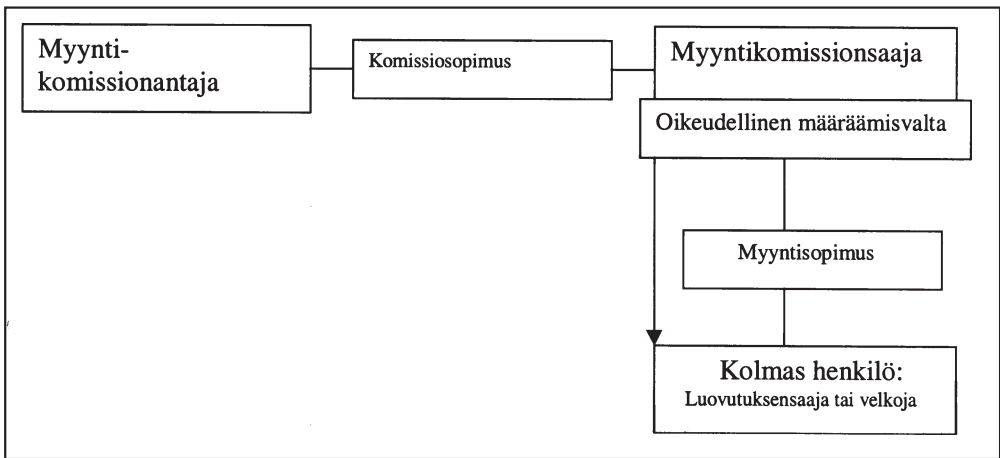 Myynti-
komissionantaja
Komissiosopimus
Myyntikomissionsaaja
Oikeudellinen määräämisvalta
Myyntisopimus
Kolmas henkilö:
Luovutuksensaaja tai velkoja